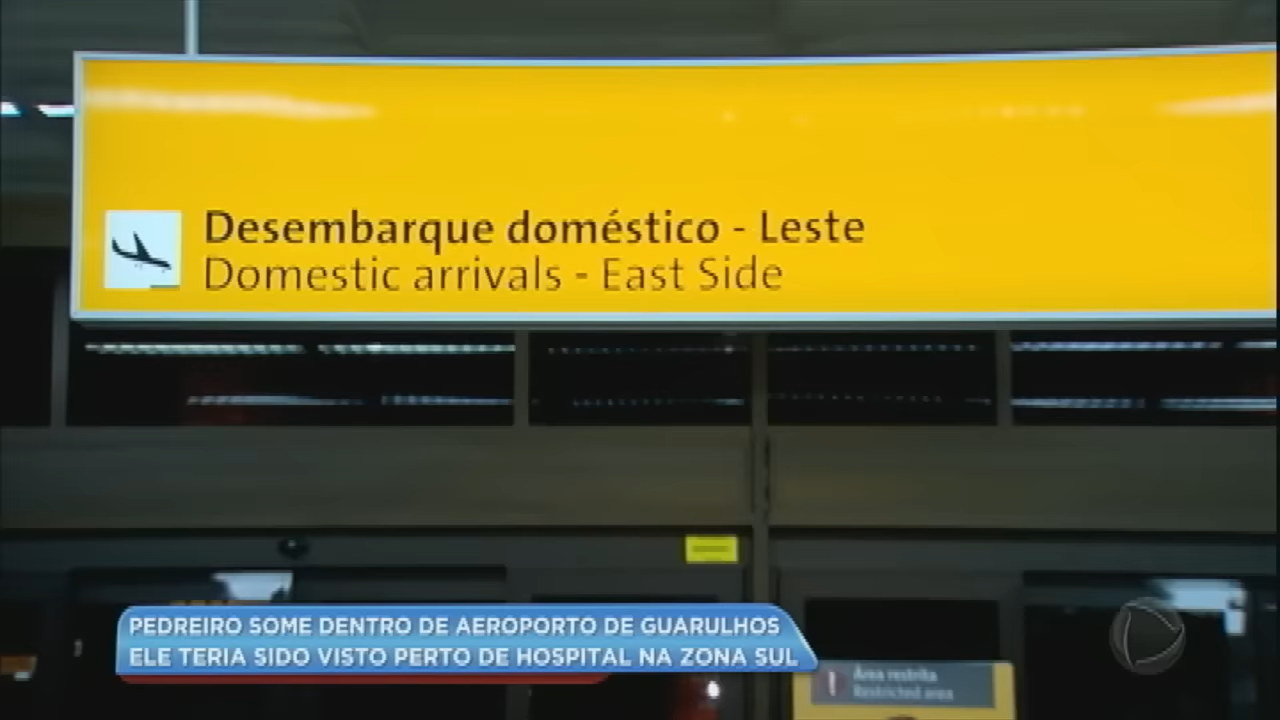 Desembarque doméstico - Leste
Domestic arrivals - East Side
PEDREIRO SOME DENTRO DE AEROPORTO DE GUARULHOS
ELE TERIA SIDO VISTO PERTO DE HOSPITAL NA ZONA SUL
Área restrita
Restricted area